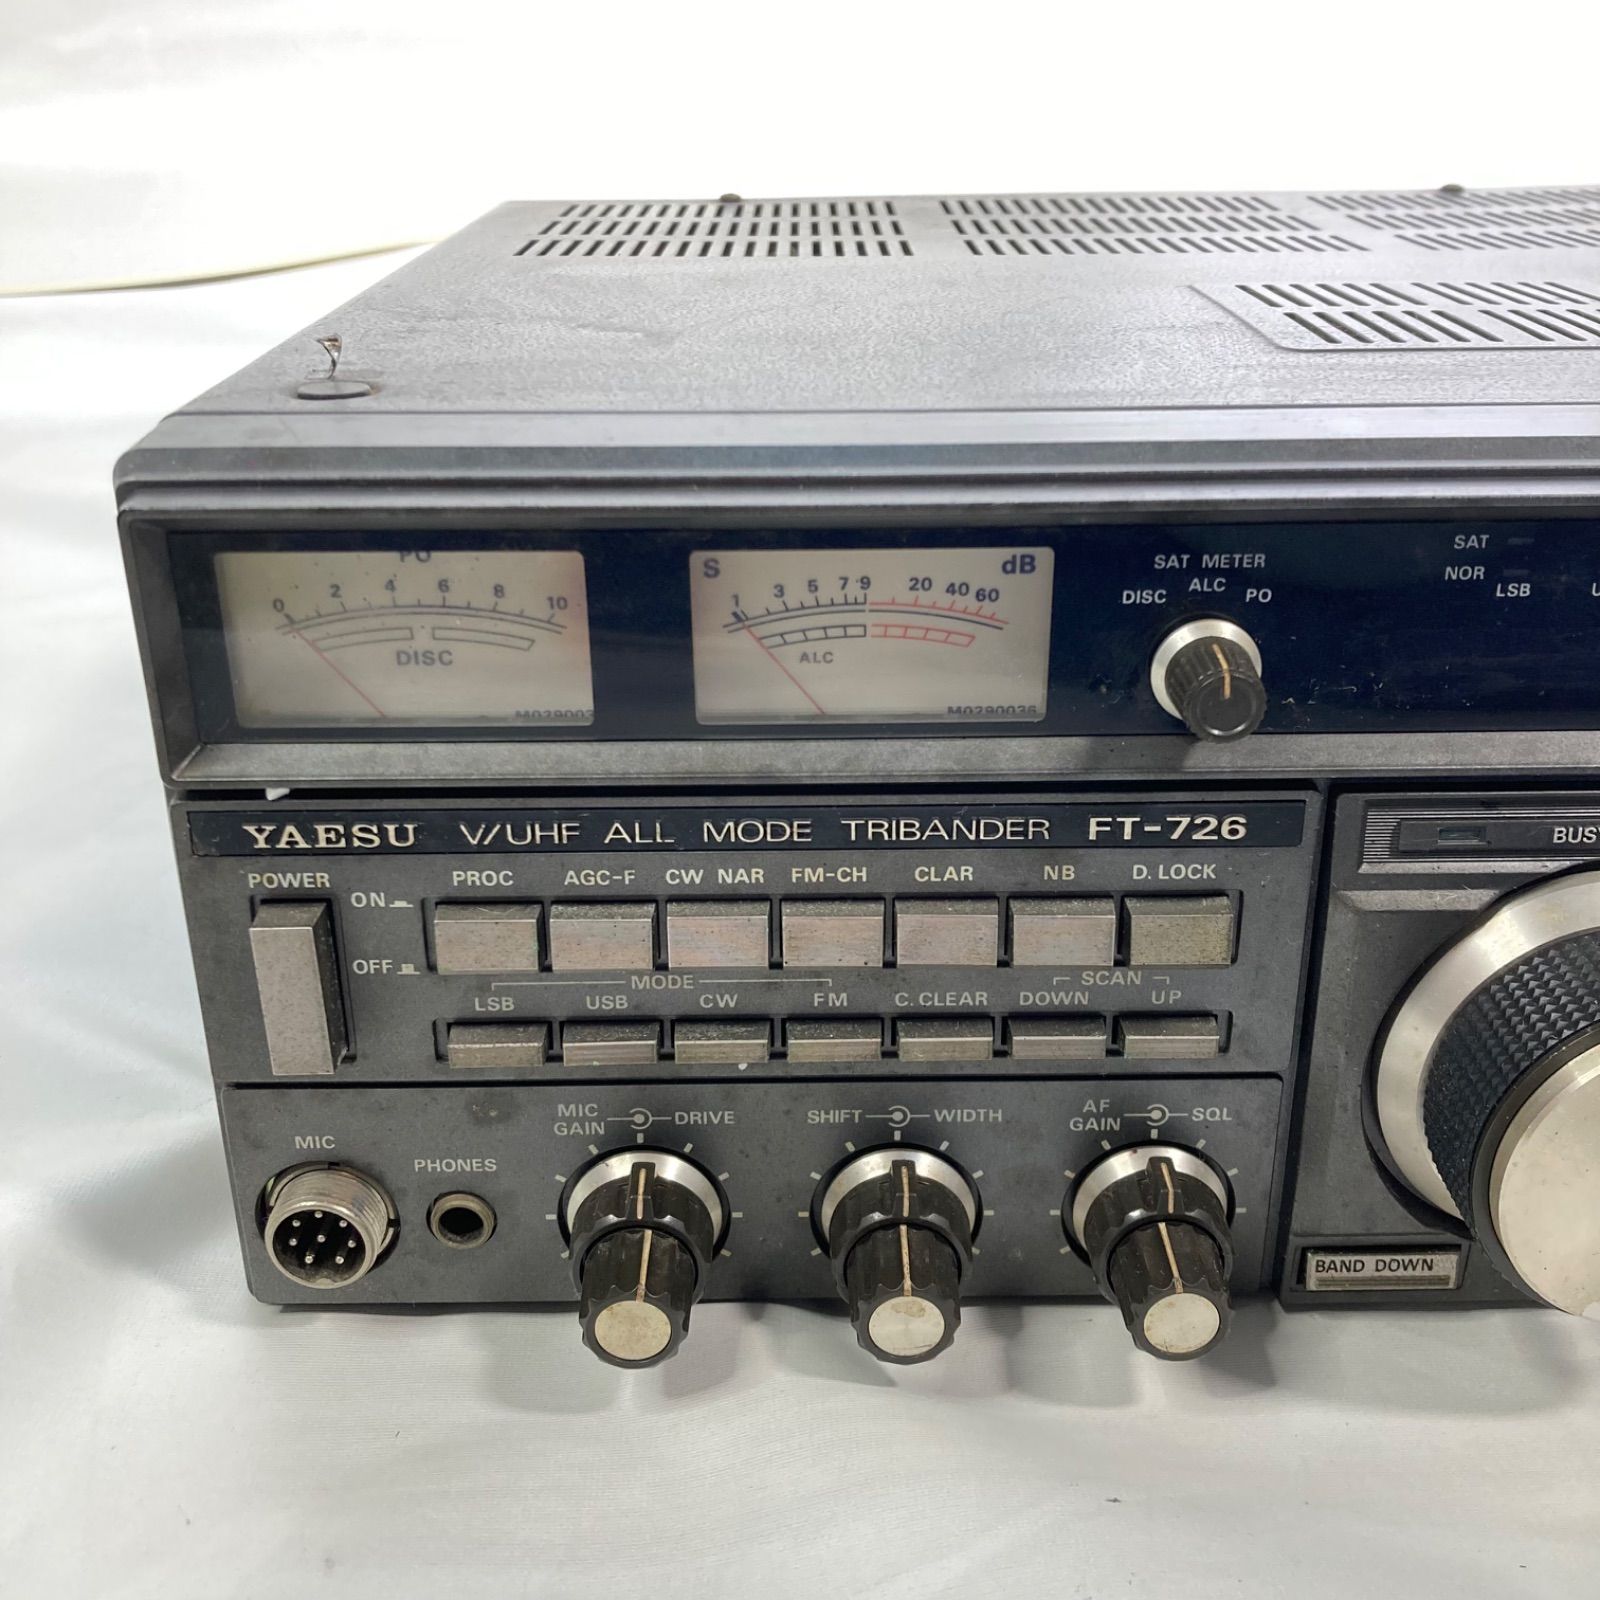 PO
0 2 4 6 8 10
DISC
S dB
1 3 5 7 9 20 40 60
ALC
M0290036
SAT METER
DISC ALC PO
SAT
NOR
LSB
YAESU V/UHF ALL MODE TRIBANDER FT-726
BUSY
POWER
ON
OFF
PROC AGC-F CW NAR FM-CH CLAR NB D. LOCK
MODE SCAN
LSB USB CW FM C. CLEAR DOWN UP
MIC
PHONES
MIC GAIN DRIVE
SHIFT WIDTH
AF GAIN SQL
BAND DOWN